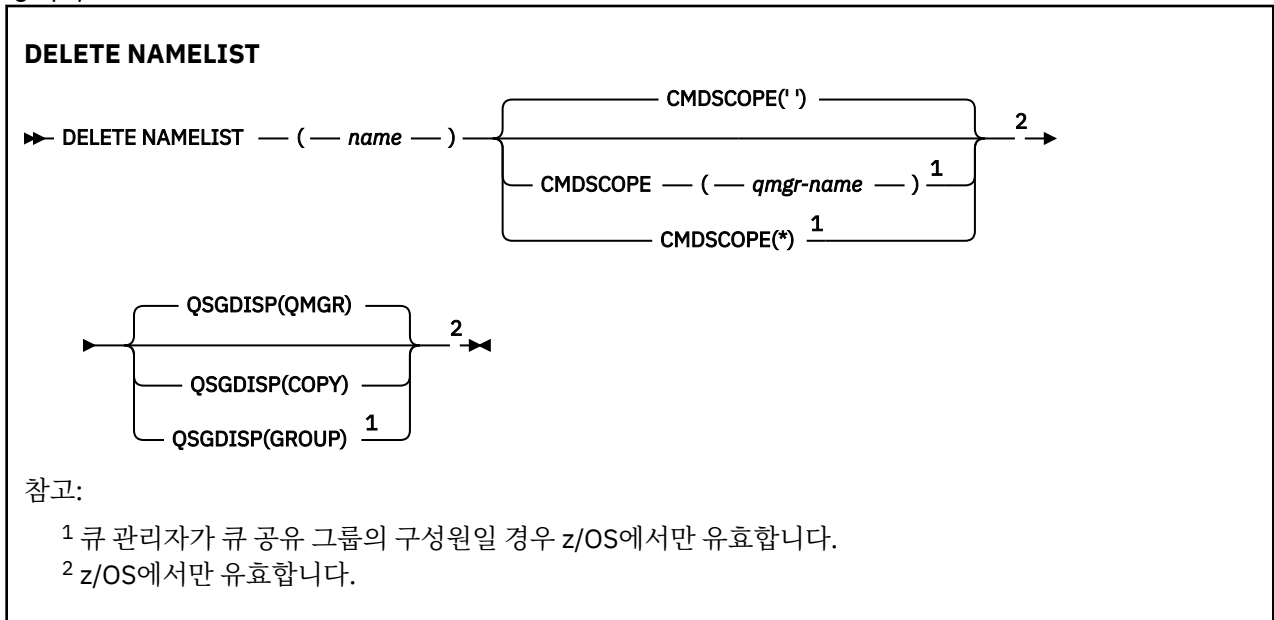 DELETE NAMELIST
CMDSCOPE(' ')
DELETE NAMELIST ( name ) 2
CMDSCOPE ( qmgr-name ) 1
CMDSCOPE(*) 1
QSGDISP(QMGR)
2
QSGDISP(COPY)
QSGDISP(GROUP) 1
참고:
1 큐 관리자가 큐 공유 그룹의 구성원일 경우 z/OS에서만 유효합니다.
2 z/OS에서만 유효합니다.